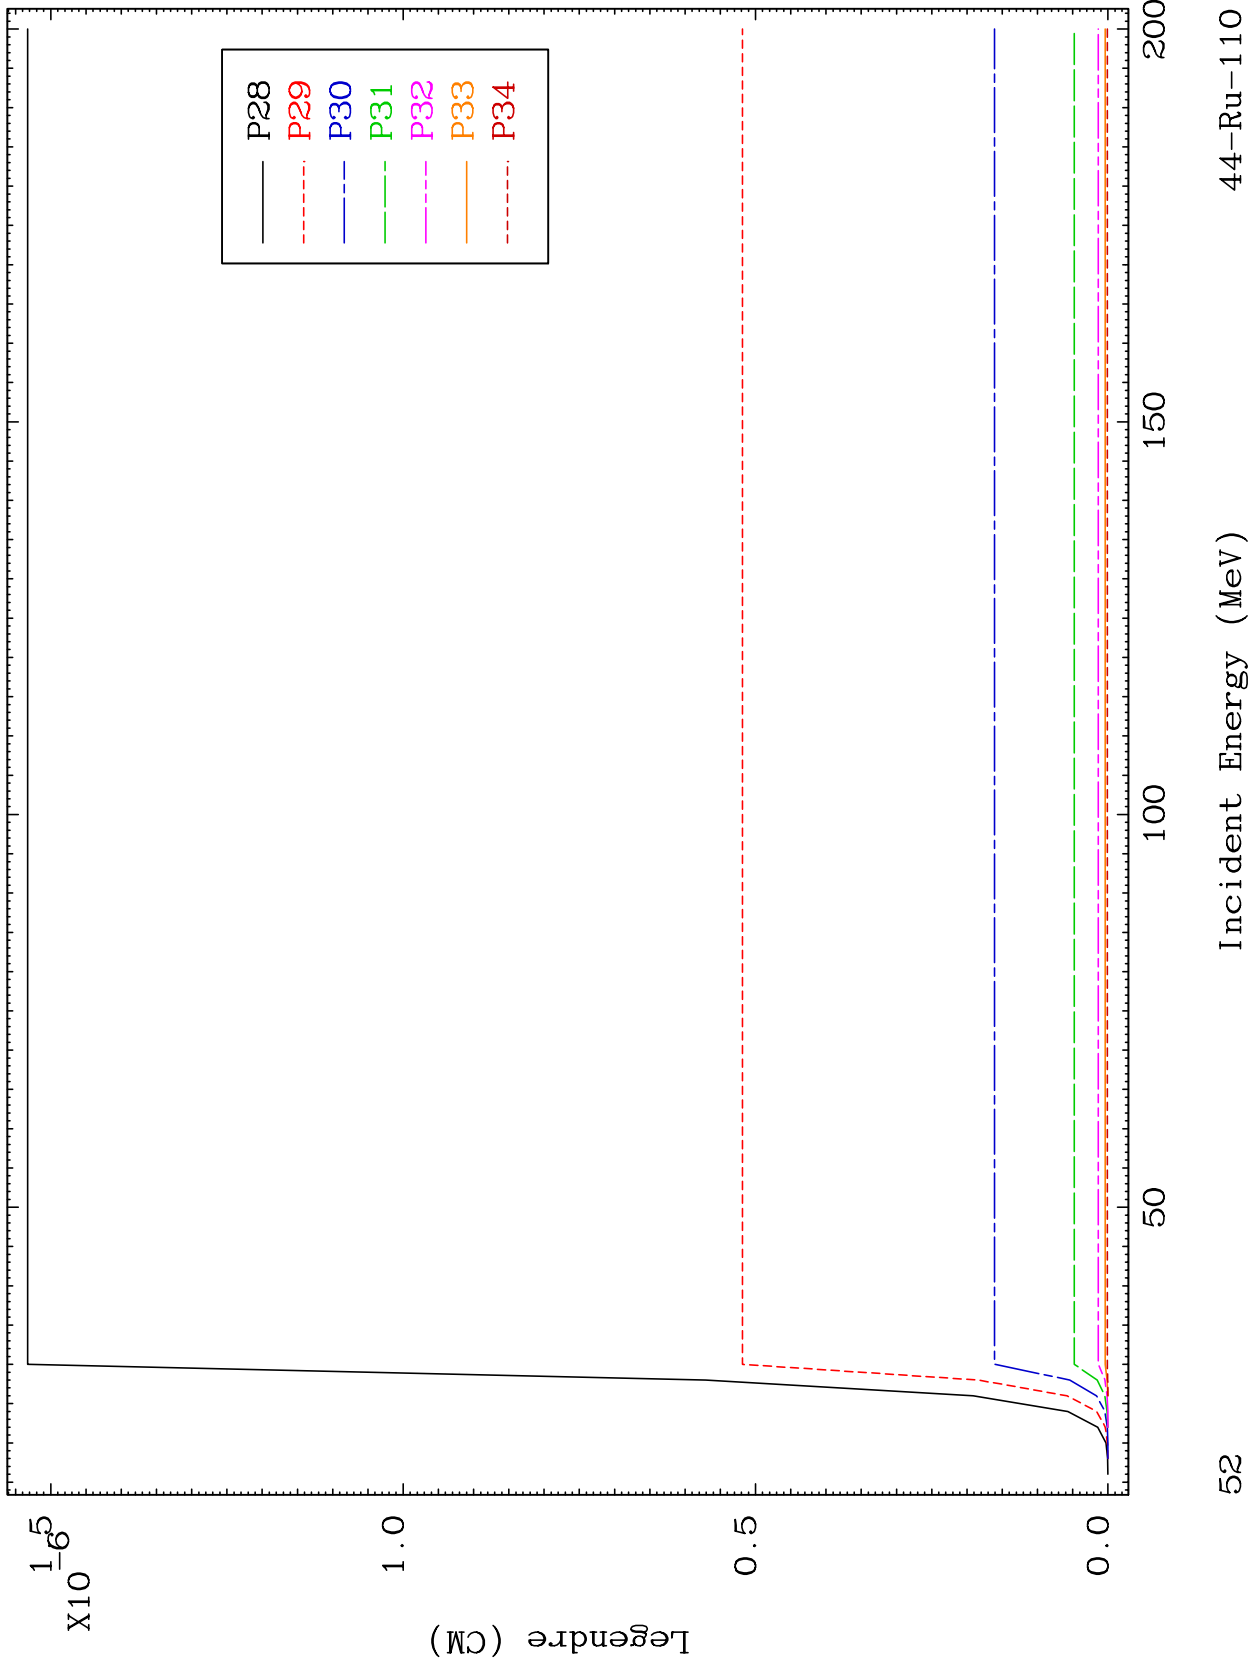 P28
P29
P30
P31
P32
P33
P34
1.5
X10
-6
1.0
0.5
0.0
Legendre (CM)
50
100
150
200
52
Incident Energy (MeV)
44-Ru-110